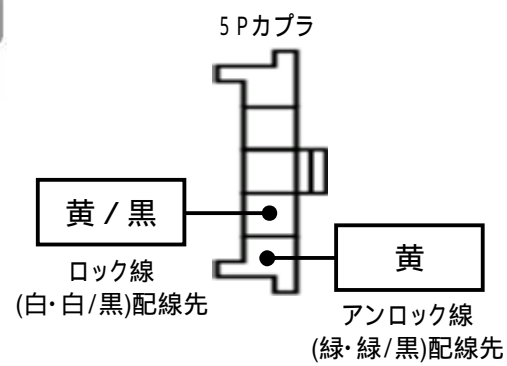 5Pカプラ
黄/黒
ロック線
(白・白/黒)配線先
黄
アンロック線
(緑・緑/黒)配線先